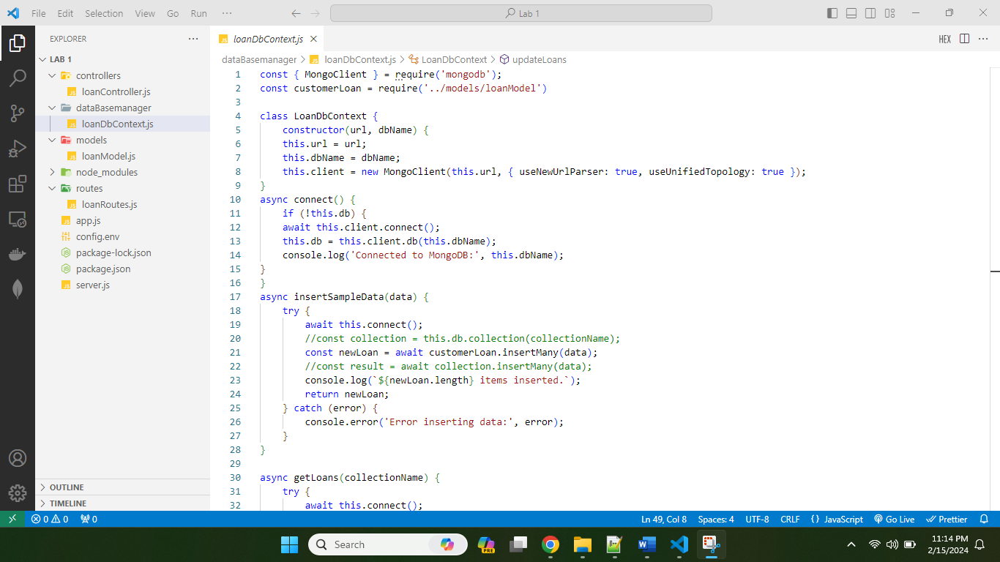 File Edit Selection View Go Run ··· Lab 1
EXPLORER ···
LAB 1
controllers
loanController.js
dataBasemanager
loanDbContext.js
models
loanModel.js
node_modules
routes
loanRoutes.js
app.js
config.env
package-lock.json
package.json
server.js
OUTLINE
TIMELINE
loanDbContext.js HEX ···
dataBasemanager > loanDbContext.js > LoanDbContext > updateLoans
1 const { MongoClient } = require('mongodb');
2 const customerLoan = require('../models/loanModel')
3
4 class LoanDbContext {
5 constructor(url, dbName) {
6 this.url = url;
7 this.dbName = dbName;
8 this.client = new MongoClient(this.url, { useNewUrlParser: true, useUnifiedTopology: true });
9 }
10 async connect() {
11 if (!this.db) {
12 await this.client.connect();
13 this.db = this.client.db(this.dbName);
14 console.log('Connected to MongoDB:', this.dbName);
15 }
16 }
17 async insertSampleData(data) {
18 try {
19 await this.connect();
20 //const collection = this.db.collection(collectionName);
21 const newLoan = await customerLoan.insertMany(data);
22 //const result = await collection.insertMany(data);
23 console.log(`${newLoan.length} items inserted.`);
24 return newLoan;
25 } catch (error) {
26 console.error('Error inserting data:', error);
27 }
28 }
29
30 async getLoans(collectionName) {
31 try {
32 await this.connect();
0 0 0 Ln 49, Col 8 Spaces: 4 UTF-8 CRLF {} JavaScript Go Live Prettier
Search PRE 11:14 PM
2/15/2024